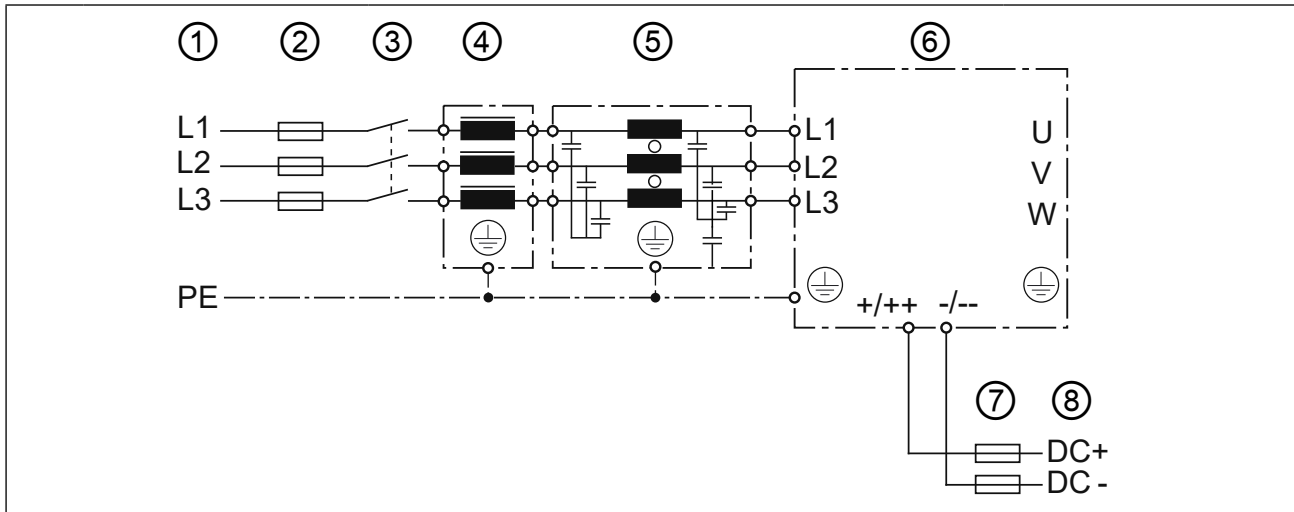 ① ② ③ ④ ⑤ ⑥
L1 L1 U
L2 L2 V
L3 L3 W
PE
+/++ -/--
⑦ ⑧
DC+
DC -